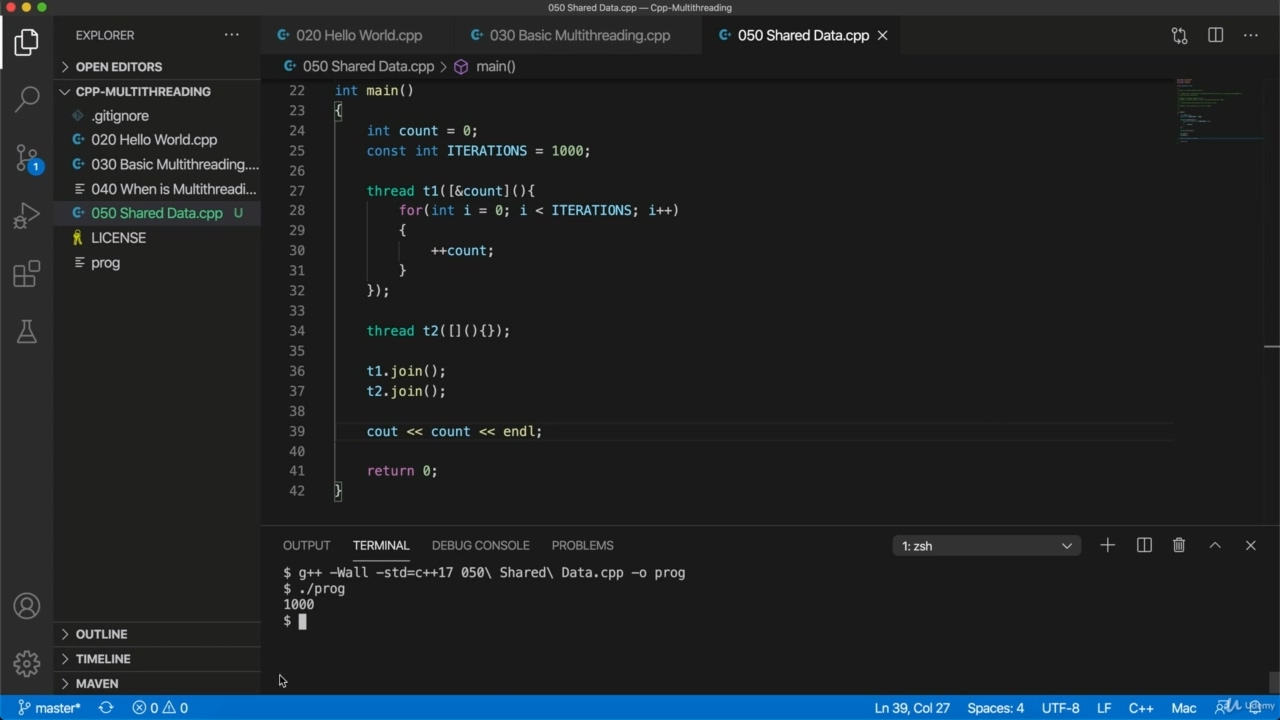 050 Shared Data.cpp — Cpp-Multithreading
EXPLORER
020 Hello World.cpp
030 Basic Multithreading.cpp
050 Shared Data.cpp
OPEN EDITORS
050 Shared Data.cpp > main()
CPP-MULTITHREADING
.gitignore
020 Hello World.cpp
030 Basic Multithreading....
040 When is Multithreadi...
050 Shared Data.cpp U
LICENSE
prog
1
22 int main()
23 {
24 int count = 0;
25 const int ITERATIONS = 1000;
26
27 thread t1([&count](){
28 for(int i = 0; i < ITERATIONS; i++)
29 {
30 ++count;
31 }
32 });
33
34 thread t2([](){});
35
36 t1.join();
37 t2.join();
38
39 cout << count << endl;
40
41 return 0;
42 }
OUTPUT TERMINAL DEBUG CONSOLE PROBLEMS 1: zsh
$ g++ -Wall -std=c++17 050\ Shared\ Data.cpp -o prog
$ ./prog
1000
$
OUTLINE
TIMELINE
MAVEN
master* 0 0 Ln 39, Col 27 Spaces: 4 UTF-8 LF C++ Mac
Udemy